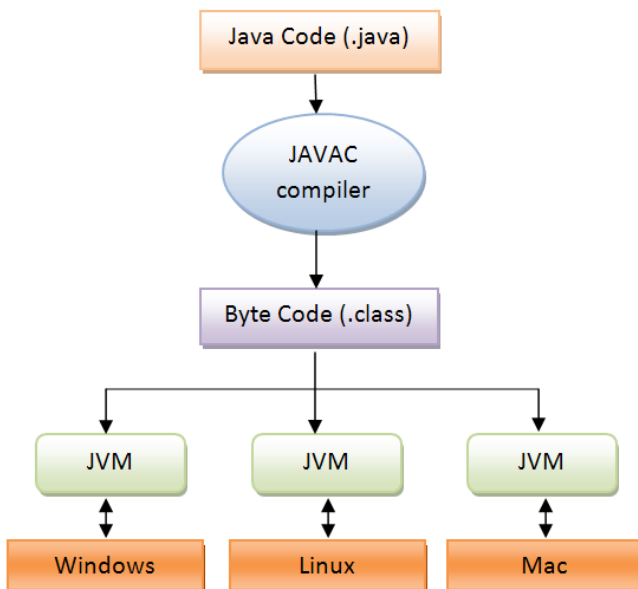 Java Code (.java)
JAVAC
compiler
Byte Code (.class)
JVM
JVM
JVM
Windows
Linux
Mac